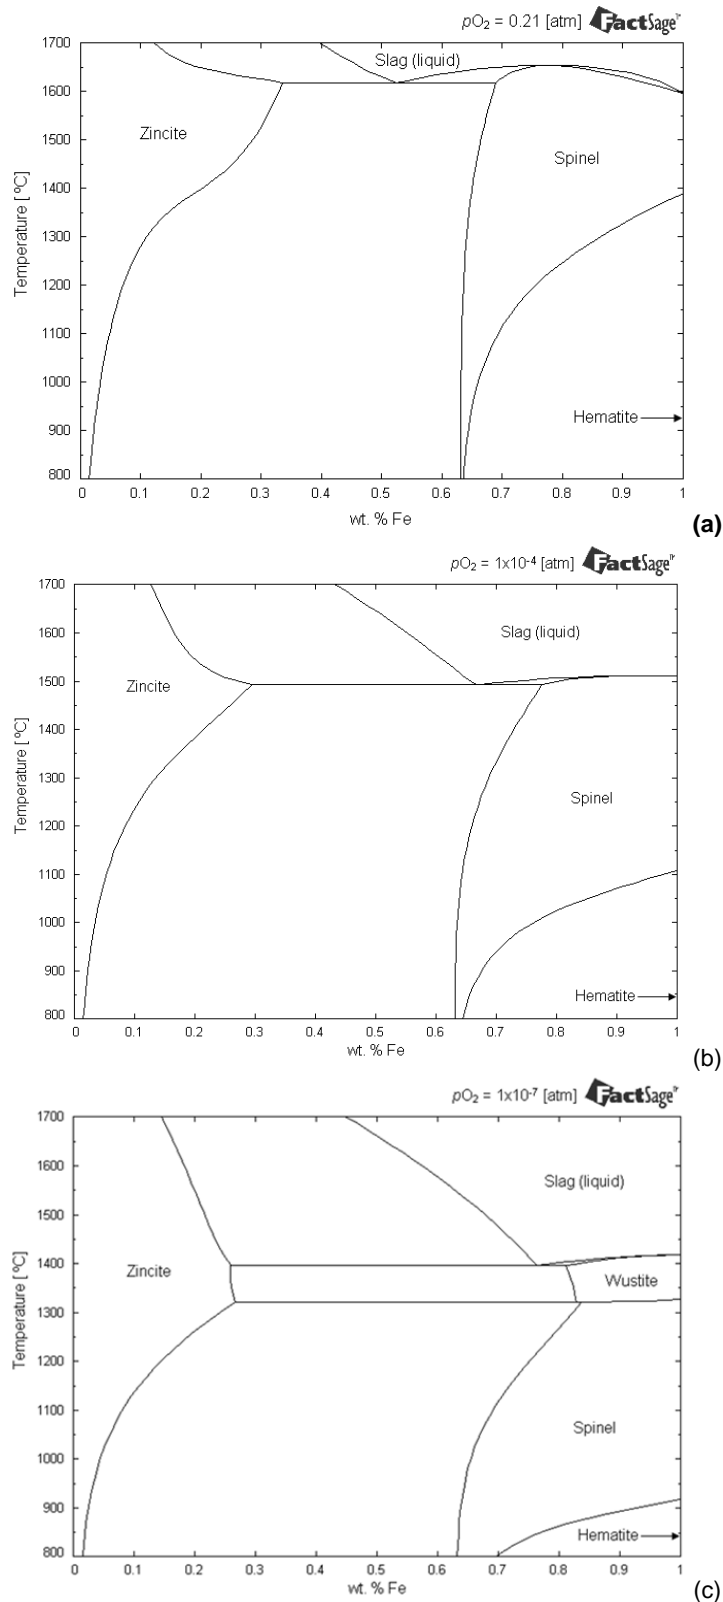 pO₂ = 0.21 [atm] FactSage™
1700
1600
1500
1400
1300
1200
1100
1000
900
800
Temperature [ ºC]
Slag (liquid)
Zincite
Spinel
Hematite
0 0.1 0.2 0.3 0.4 0.5 0.6 0.7 0.8 0.9 1
wt. % Fe
(a)
pO₂ = 1x10⁻⁴ [atm] FactSage™
1700
1600
1500
1400
1300
1200
1100
1000
900
800
Temperature [ ºC]
Slag (liquid)
Zincite
Spinel
Hematite
0 0.1 0.2 0.3 0.4 0.5 0.6 0.7 0.8 0.9 1
wt. % Fe
(b)
pO₂ = 1x10⁻⁷ [atm] FactSage™
1700
1600
1500
1400
1300
1200
1100
1000
900
800
Temperature [ ºC]
Slag (liquid)
Zincite
Wustite
Spinel
Hematite
0 0.1 0.2 0.3 0.4 0.5 0.6 0.7 0.8 0.9 1
wt. % Fe
(c)